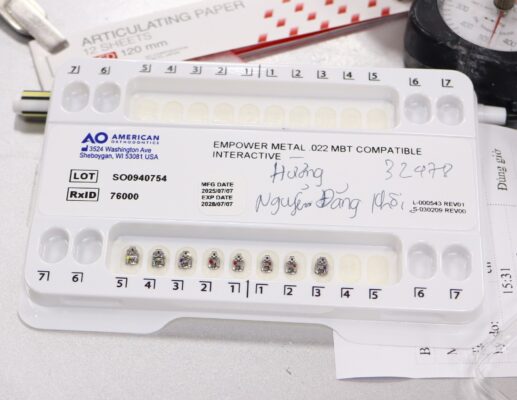 ARTICULATING PAPER
12 SHEETS
120 mm
7 6 5 4 3 2 1 1 2 3 4 5 6 7
AO AMERICAN
ORTHODONTICS
3524 Washington Ave
Sheboygan, WI 53081 USA
EMPOWER METAL .022 MBT COMPATIBLE
INTERACTIVE
Hường 32978
Nguyễn Đăng Khôi
LOT SO0940754
RxID 76000
MFG DATE
2025/07/07
EXP DATE
2028/07/07
L-000543 REV01
S-030209 REV00
7 6 5 4 3 2 1 1 2 3 4 5 6 7
Dùng giờ
15:31